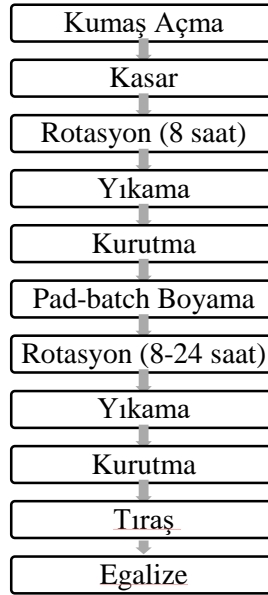 Kumaş Açma
Kasar
Rotasyon (8 saat)
Yıkama
Kurutma
Pad-batch Boyama
Rotasyon (8-24 saat)
Yıkama
Kurutma
Tıraş
Egalize